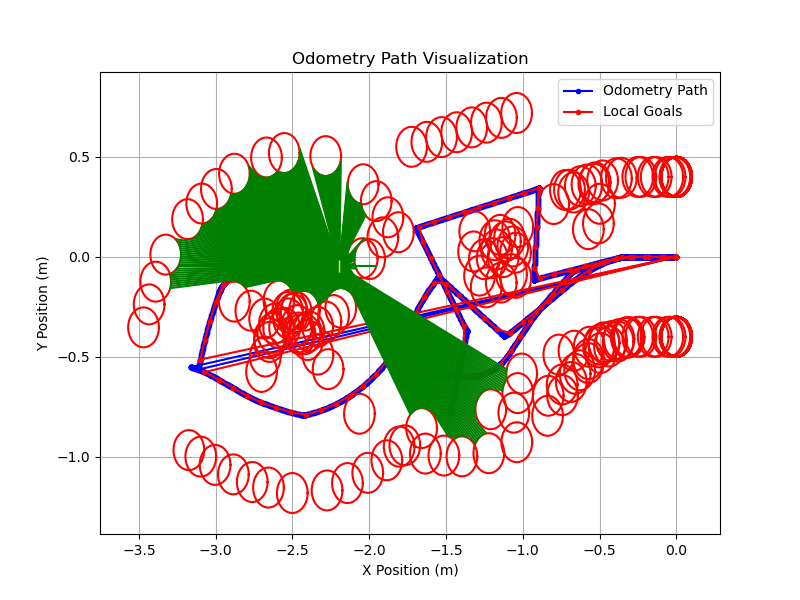 Odometry Path Visualization
Odometry Path
Local Goals
0.5
0.0
−0.5
−1.0
Y Position (m)
−3.5 −3.0 −2.5 −2.0 −1.5 −1.0 −0.5 0.0
X Position (m)